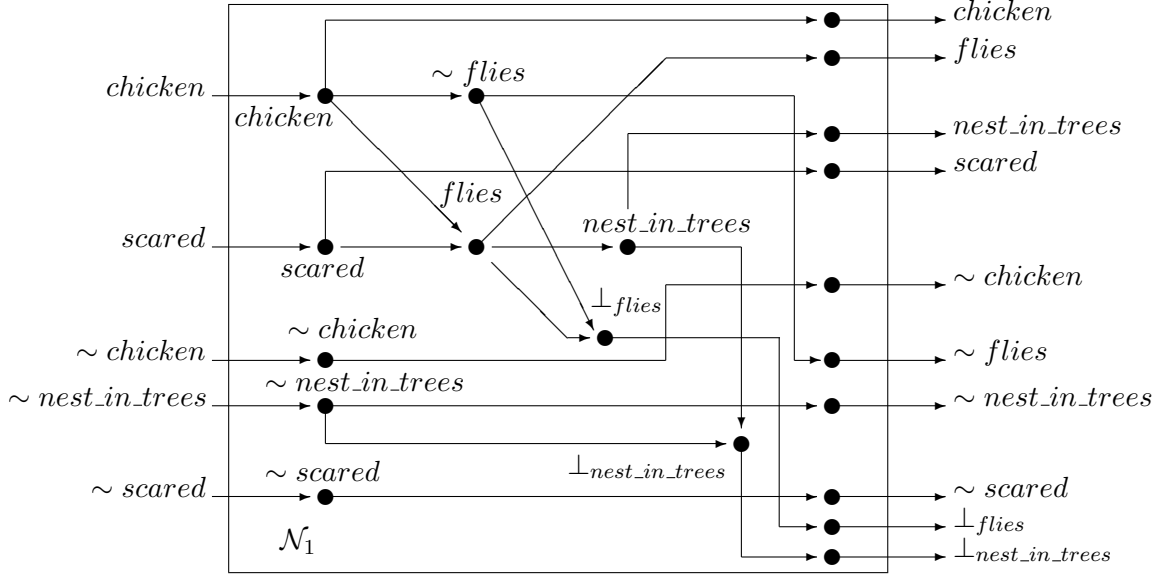 chicken
flies
∼ flies
chicken
chicken
nest_in_trees
scared
flies
nest_in_trees
scared
scared
∼ chicken
⊥flies
∼ chicken
∼ chicken
∼ flies
∼ nest_in_trees
∼ nest_in_trees
∼ nest_in_trees
⊥nest_in_trees
∼ scared
∼ scared
∼ scared
⊥flies
N1
⊥nest_in_trees